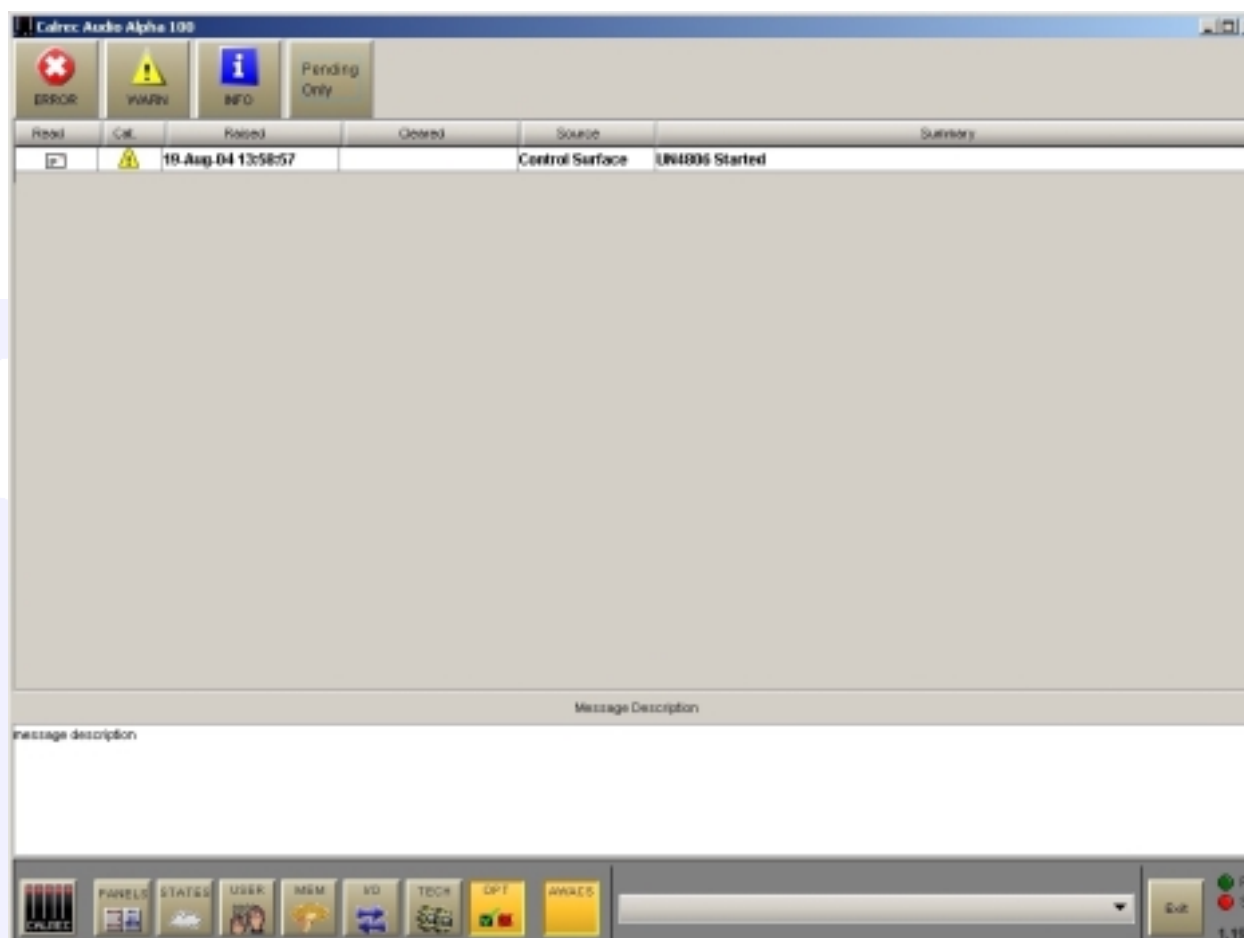 Calrec Audio Alpha 100
ERROR
WARN
INFO
Pending
Only
Read Cat. Raised Cleared Source Summary
19-Aug-04 13:58:57 Control Surface UN4806 Started
Message Description
message description
CALREC
PANELS
STATES
USER
MEM
I/O
TECH
OPT
AWACS
Exit